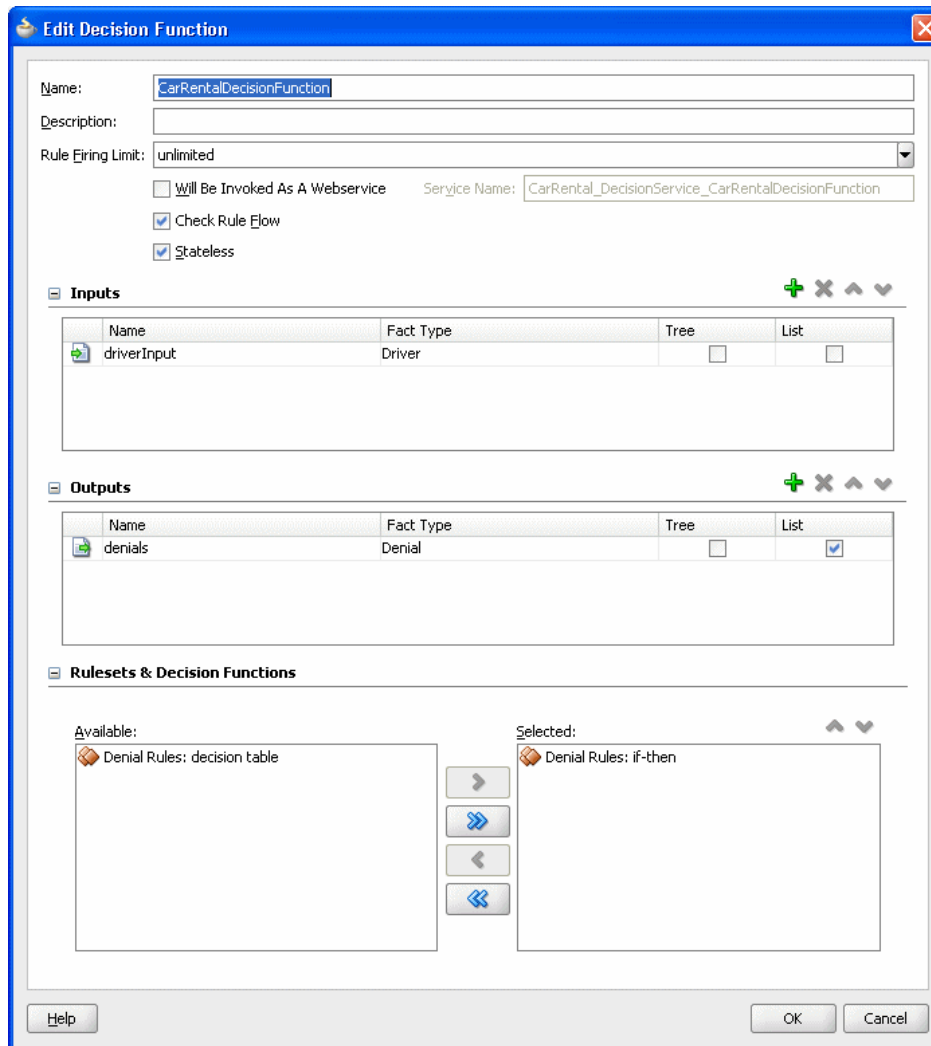 Edit Decision Function
Name: CarRentalDecisionFunction
Description:
Rule Firing Limit: unlimited
Will Be Invoked As A Webservice Service Name: CarRental_DecisionService_CarRentalDecisionFunction
Check Rule Flow
Stateless
Inputs
Name Fact Type Tree List
driverInput Driver
Outputs
Name Fact Type Tree List
denials Denial
Rulesets & Decision Functions
Available: Selected:
Denial Rules: decision table Denial Rules: if-then
Help OK Cancel